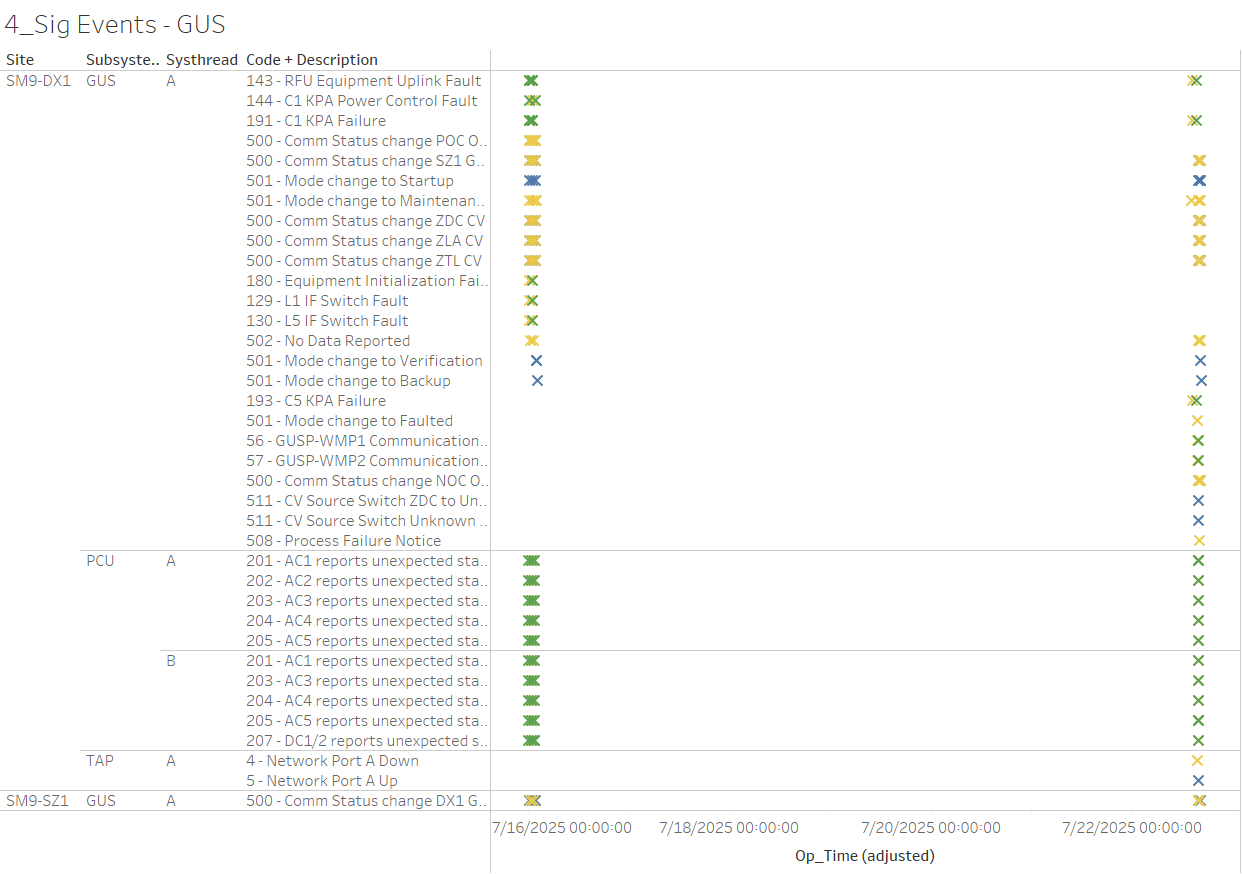 4_Sig Events - GUS
Site Subsyste.. Systhread Code + Description
SM9-DX1 GUS A 143 - RFU Equipment Uplink Fault
144 - C1 KPA Power Control Fault
191 - C1 KPA Failure
500 - Comm Status change POC O..
500 - Comm Status change SZ1 G..
501 - Mode change to Startup
501 - Mode change to Maintenan..
500 - Comm Status change ZDC CV
500 - Comm Status change ZLA CV
500 - Comm Status change ZTL CV
180 - Equipment Initialization Fai..
129 - L1 IF Switch Fault
130 - L5 IF Switch Fault
502 - No Data Reported
501 - Mode change to Verification
501 - Mode change to Backup
193 - C5 KPA Failure
501 - Mode change to Faulted
56 - GUSP-WMP1 Communication..
57 - GUSP-WMP2 Communication..
500 - Comm Status change NOC O..
511 - CV Source Switch ZDC to Un..
511 - CV Source Switch Unknown ..
508 - Process Failure Notice
PCU A 201 - AC1 reports unexpected sta..
202 - AC2 reports unexpected sta..
203 - AC3 reports unexpected sta..
204 - AC4 reports unexpected sta..
205 - AC5 reports unexpected sta..
B 201 - AC1 reports unexpected sta..
203 - AC3 reports unexpected sta..
204 - AC4 reports unexpected sta..
205 - AC5 reports unexpected sta..
207 - DC1/2 reports unexpected s..
TAP A 4 - Network Port A Down
5 - Network Port A Up
SM9-SZ1 GUS A 500 - Comm Status change DX1 G..
7/16/2025 00:00:00 7/18/2025 00:00:00 7/20/2025 00:00:00 7/22/2025 00:00:00
Op_Time (adjusted)